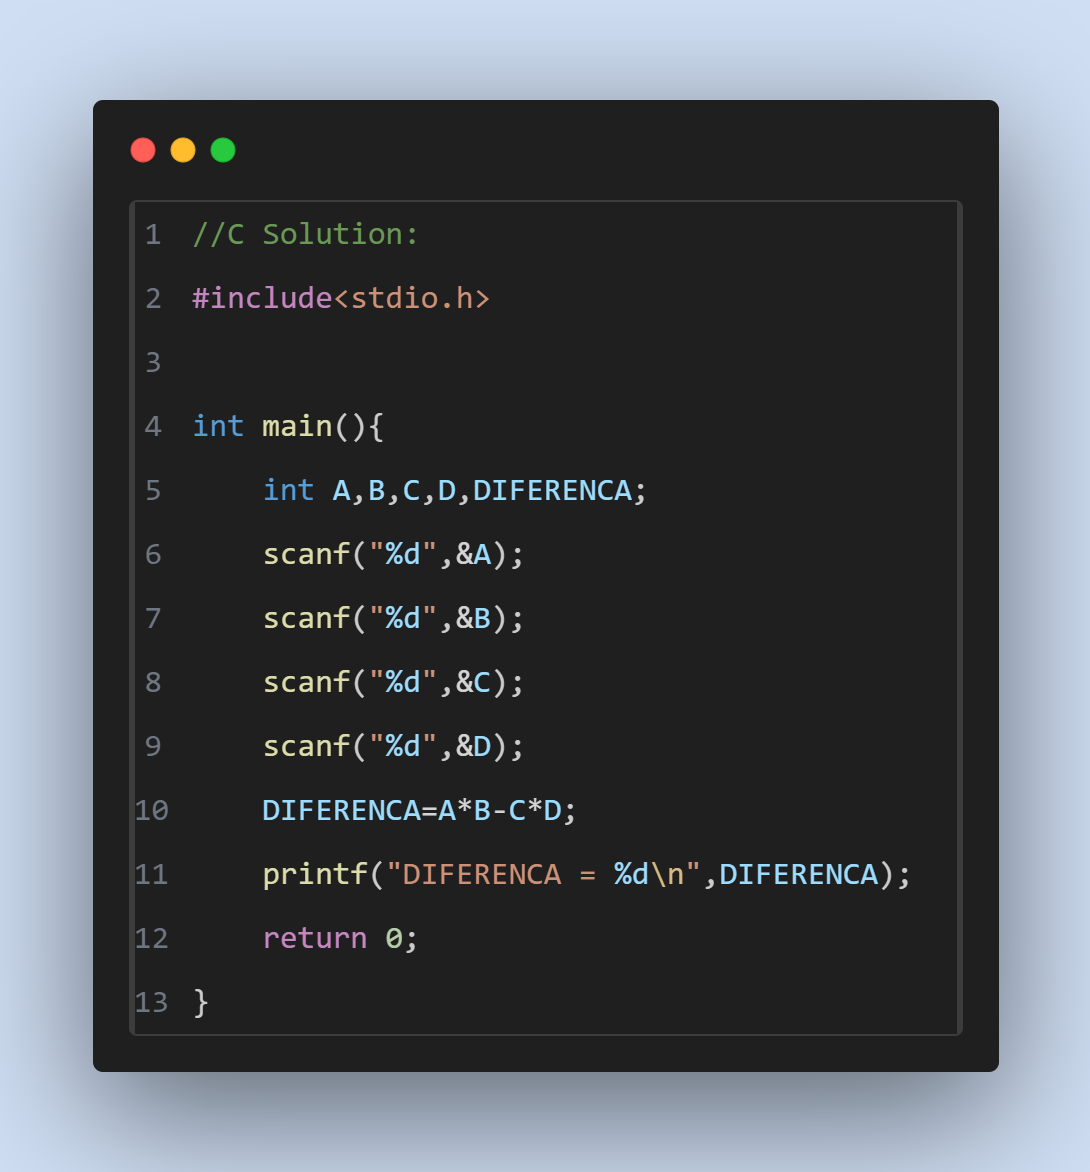 1 //C Solution:
2 #include<stdio.h>
3
4 int main(){
5     int A,B,C,D,DIFERENCA;
6     scanf("%d",&A);
7     scanf("%d",&B);
8     scanf("%d",&C);
9     scanf("%d",&D);
10     DIFERENCA=A*B-C*D;
11     printf("DIFERENCA = %d\n",DIFERENCA);
12     return 0;
13 }